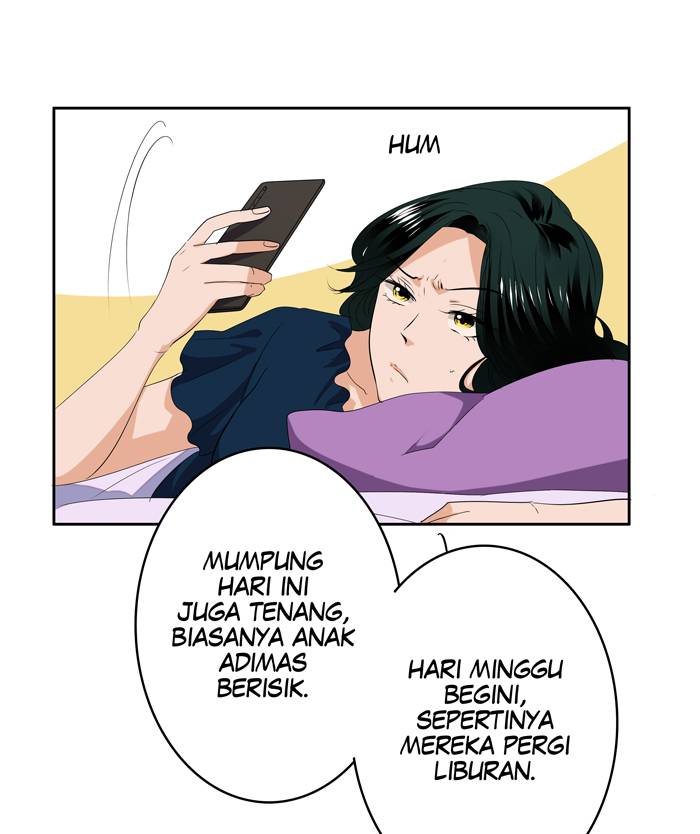 HUM
MUMPUNG
HARI INI
JUGA TENANG,
BIASANYA ANAK
ADIMAS
BERISIK.
HARI MINGGU
BEGINI,
SEPERTINYA
MEREKA PERGI
LIBURAN.